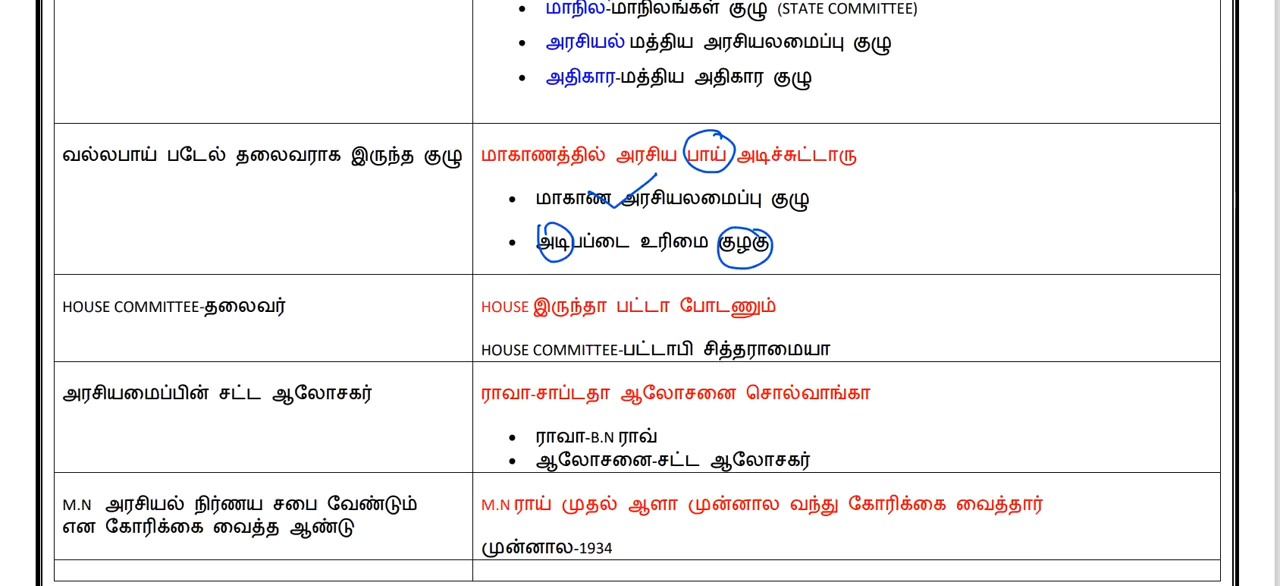 மாநில-மாநிலங்கள் குழு (STATE COMMITTEE)
அரசியல் மத்திய அரசியலமைப்பு குழு
அதிகார-மத்திய அதிகார குழு
வல்லபாய் படேல் தலைவராக இருந்த குழு
மாகாணத்தில் அரசிய பாய் அடிச்சுட்டாரு
மாகாண அரசியலமைப்பு குழு
அடிபப்டை உரிமை குழகு
HOUSE COMMITTEE-தலைவர்
HOUSE இருந்தா பட்டா போடணும்
HOUSE COMMITTEE-பட்டாபி சித்தராமையா
அரசியமைப்பின் சட்ட ஆலோசகர்
ராவா-சாப்டதா ஆலோசனை சொல்வாங்கா
ராவா-B.N ராவ்
ஆலோசனை-சட்ட ஆலோசகர்
M.N அரசியல் நிர்ணய சபை வேண்டும்
என கோரிக்கை வைத்த ஆண்டு
M.N ராய் முதல் ஆளா முன்னால வந்து கோரிக்கை வைத்தார்
முன்னால-1934